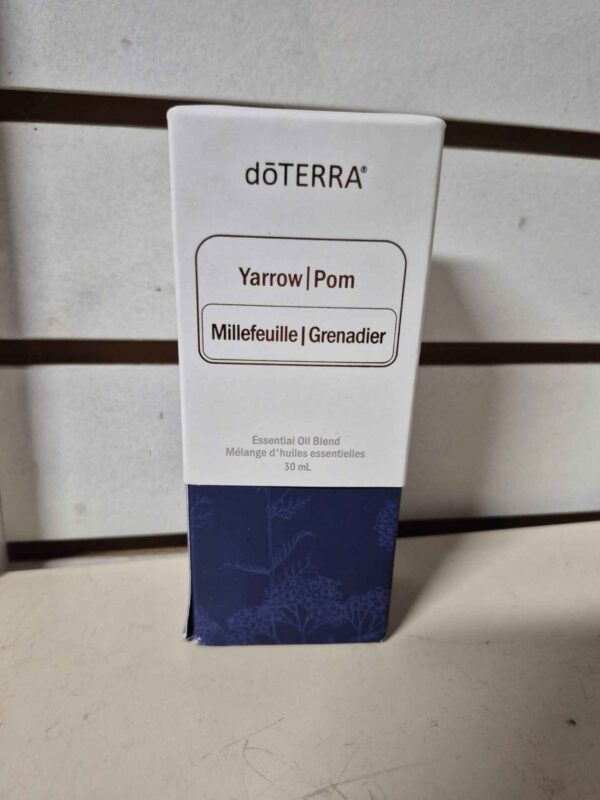 dōTERRA®
Yarrow|Pom
Millefeuille|Grenadier
Essential Oil Blend
Mélange d'huiles essentielles
30 mL